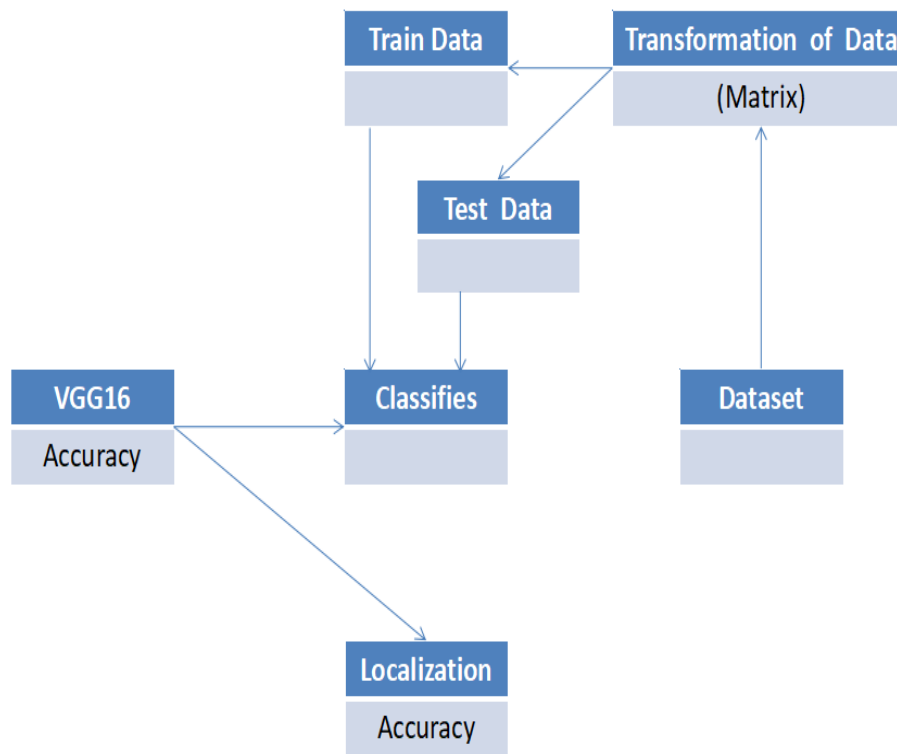 Train Data
Transformation of Data
(Matrix)
Test Data
VGG16
Accuracy
Classifies
Dataset
Localization
Accuracy